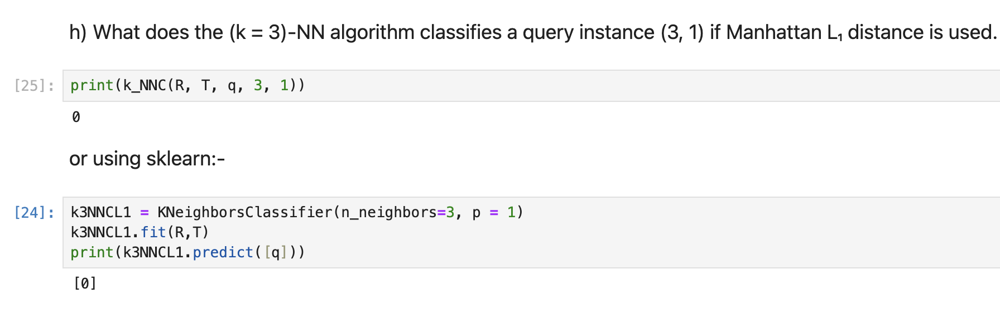 h) What does the (k = 3)-NN algorithm classifies a query instance (3, 1) if Manhattan L₁ distance is used.
[25]: print(k_NNC(R, T, q, 3, 1))
0
or using sklearn:-
[24]: k3NNCL1 = KNeighborsClassifier(n_neighbors=3, p = 1)
k3NNCL1.fit(R,T)
print(k3NNCL1.predict([q]))
[0]